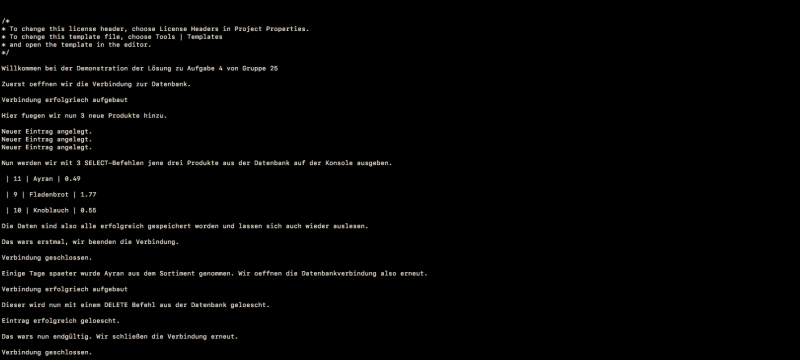 /*
* To change this license header, choose License Headers in Project Properties.
* To change this template file, choose Tools | Templates
* and open the template in the editor.
*/
Willkommen bei der Demonstration der Lösung zu Aufgabe 4 von Gruppe 25
Zuerst oeffnen wir die Verbindung zur Datenbank.
Verbindung erfolgriech aufgebaut
Hier fuegen wir nun 3 neue Produkte hinzu.
Neuer Eintrag angelegt.
Neuer Eintrag angelegt.
Neuer Eintrag angelegt.
Nun werden wir mit 3 SELECT-Befehlen jene drei Produkte aus der Datenbank auf der Konsole ausgeben.
| 11 | Ayran | 0.49
| 9 | Fladenbrot | 1.77
| 10 | Knoblauch | 0.55
Die Daten sind also alle erfolgreich gespeichert worden und lassen sich auch wieder auslesen.
Das wars erstmal, wir beenden die Verbindung.
Verbindung geschlossen.
Einige Tage spaeter wurde Ayran aus dem Sortiment genommen. Wir oeffnen die Datenbankverbindung also erneut.
Verbindung erfolgriech aufgebaut
Dieser wird nun mit einem DELETE Befehl aus der Datenbank geloescht.
Eintrag erfolgreich geloescht.
Das wars nun endgültig. Wir schließen die Verbindung erneut.
Verbindung geschlossen.